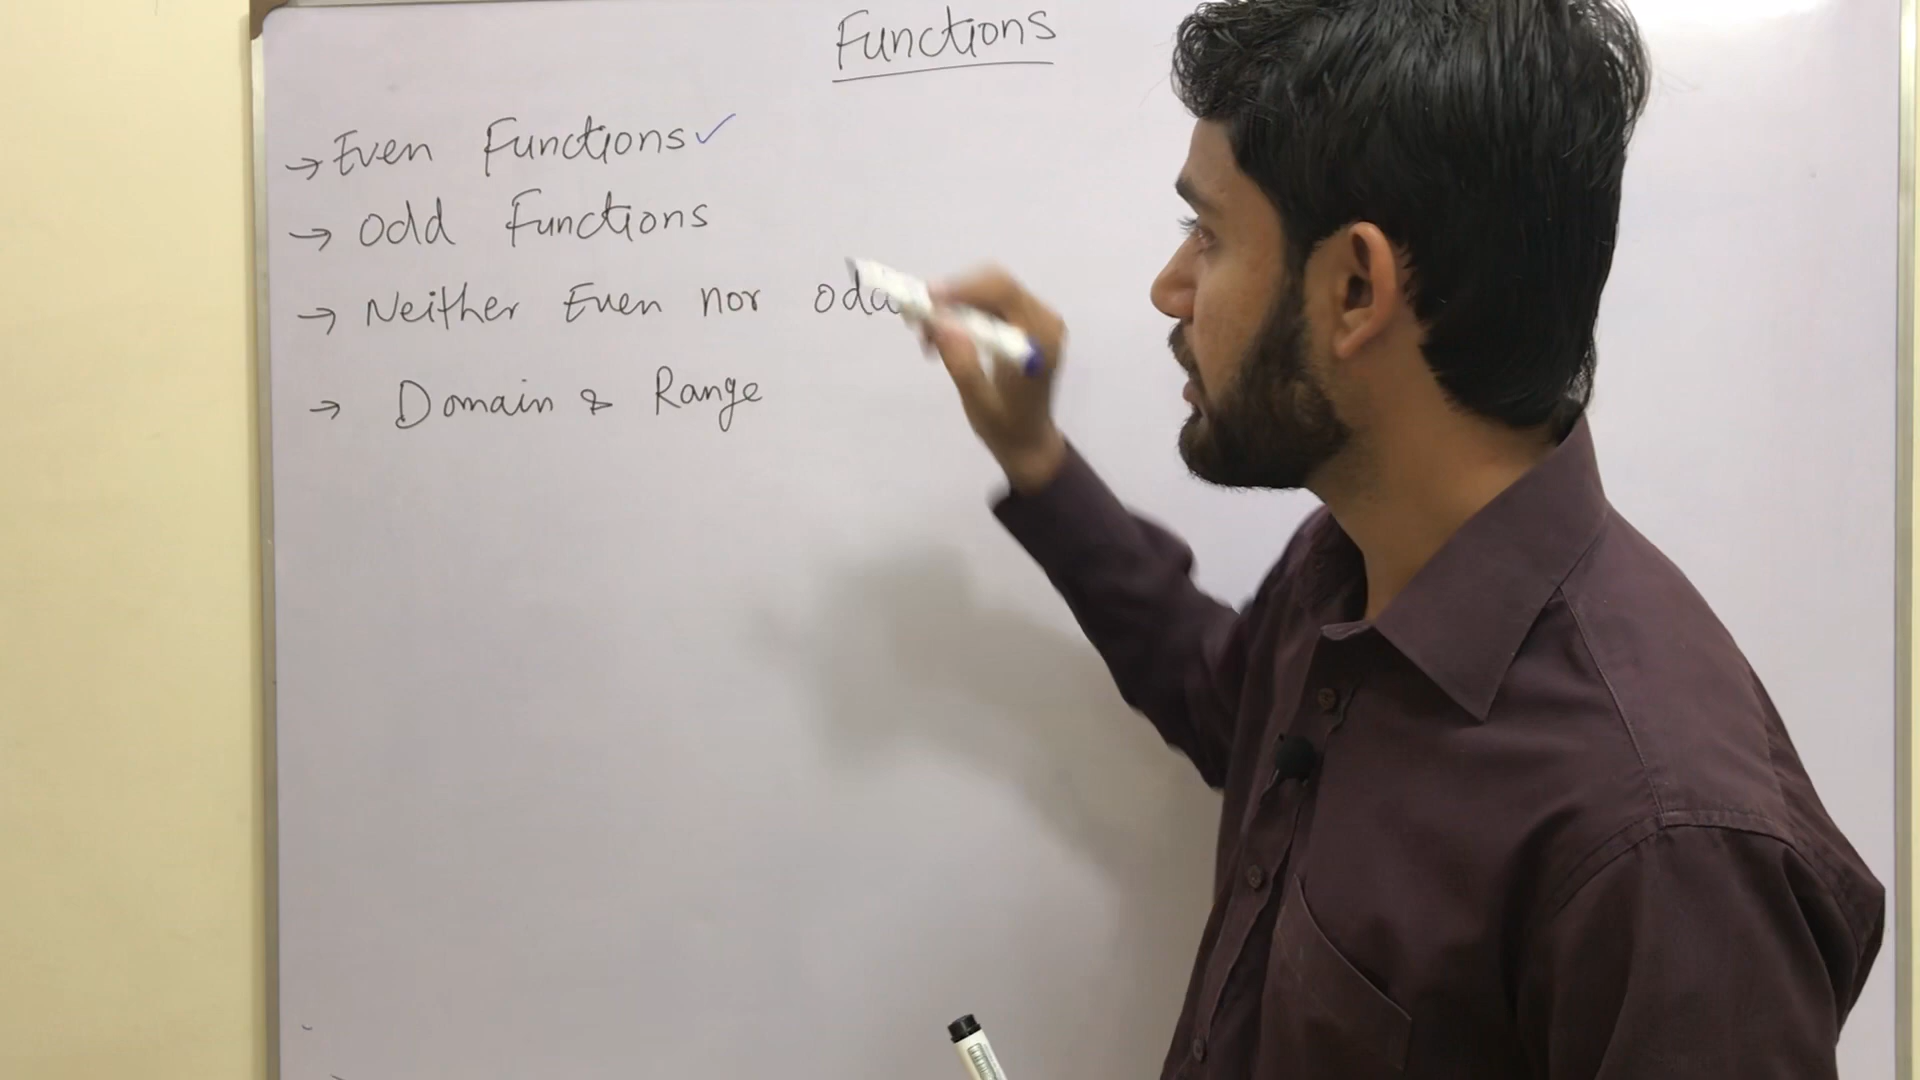 Functions
→ Even Functions ✓
→ Odd Functions
→ Neither Even nor odd
→ Domain & Range